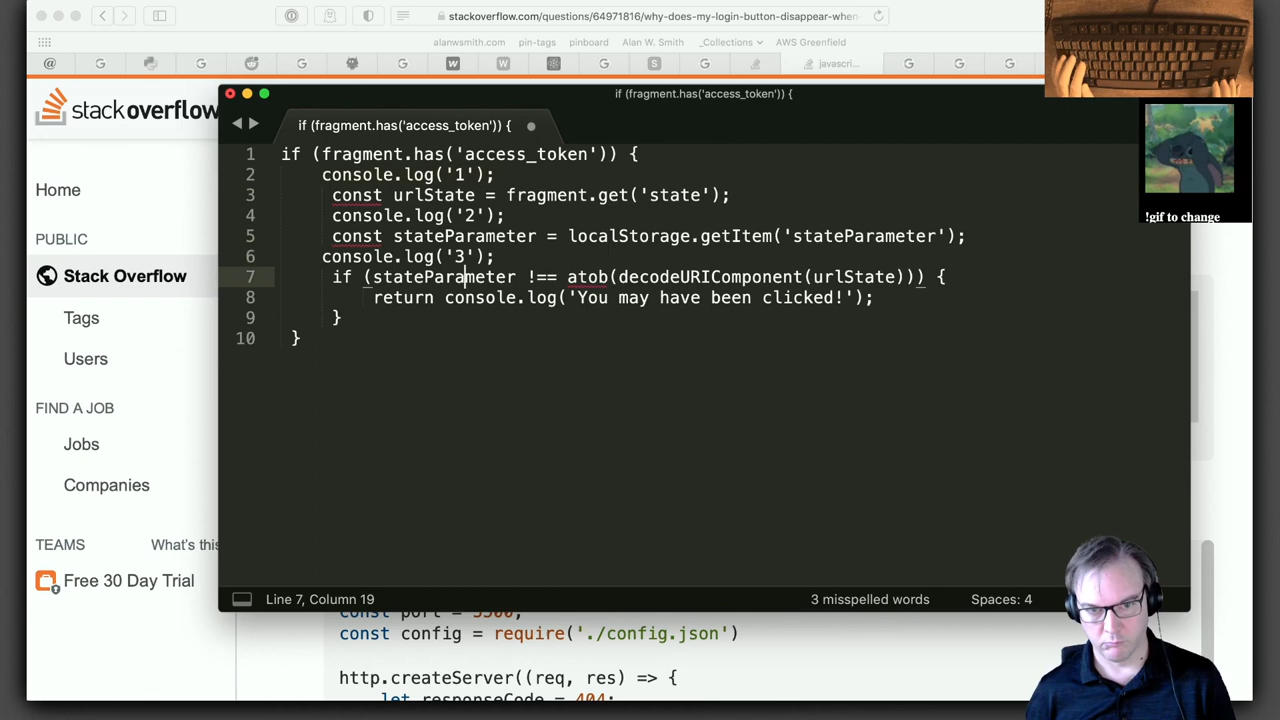 stackoverflow.com/questions/64971816/why-does-my-login-button-disappear-when-
alanwsmith.com pin-tags pinboard Alan W. Smith _Collections AWS Greenfield
javascri...
stackoverflow
Home
PUBLIC
Stack Overflow
Tags
Users
FIND A JOB
Jobs
Companies
TEAMS What's this
Free 30 Day Trial
if (fragment.has('access_token')) {
if (fragment.has('access_token')) {
1 if (fragment.has('access_token')) {
2 console.log('1');
3 const urlState = fragment.get('state');
4 console.log('2');
5 const stateParameter = localStorage.getItem('stateParameter');
6 console.log('3');
7 if (stateParameter !== atob(decodeURIComponent(urlState))) {
8 return console.log('You may have been clicked!');
9 }
10 }
Line 7, Column 19 3 misspelled words Spaces: 4
const config = require('./config.json')
http.createServer((req, res) => {
!gif to change